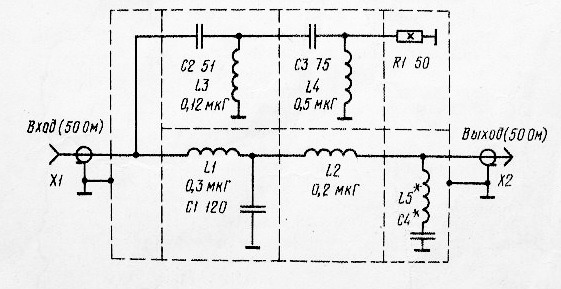 C2 51
L3
0,12 мкГ
C3 75
L4
0,5 мкГ
R1 50
Вход (50 Ом)
X1
L1
0,3 мкГ
C1 120
L2
0,2 мкГ
L5*
C4*
Выход (50 Ом)
X2